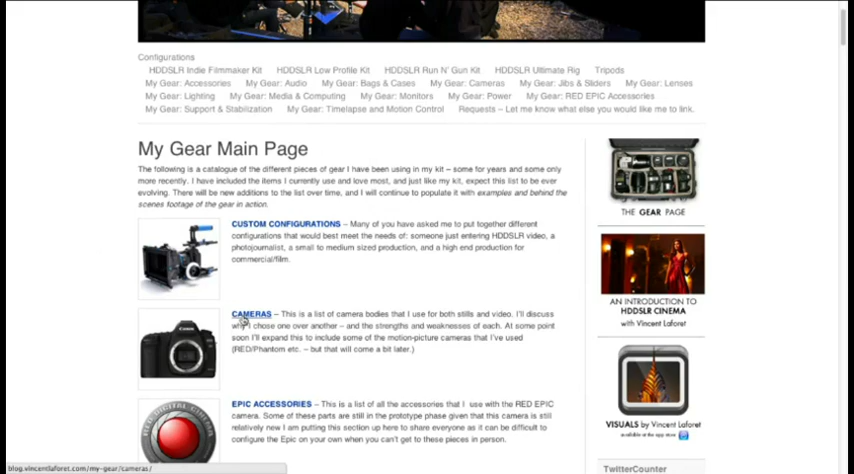 Configurations
HDDSLR Indie Filmmaker Kit HDDSLR Low Profile Kit HDDSLR Run N' Gun Kit HDDSLR Ultimate Rig Tripods
My Gear: Accessories My Gear: Audio My Gear: Bags & Cases My Gear: Cameras My Gear: Jibs & Sliders My Gear: Lenses
My Gear: Lighting My Gear: Media & Computing My Gear: Monitors My Gear: Power My Gear: RED EPIC Accessories
My Gear: Support & Stabilization My Gear: Timelapse and Motion Control Requests – Let me know what else you would like me to link.
My Gear Main Page
The following is a catalogue of the different pieces of gear I have been using in my kit – some for years and some only
more recently. I have included the items I currently use and love most, and just like my kit, expect this list to be ever
evolving. There will be new additions to the list over time, and I will continue to populate it with examples and behind the
scenes footage of the gear in action.
CUSTOM CONFIGURATIONS – Many of you have asked me to put together different
configurations that would best meet the needs of: someone just entering HDDSLR video, a
photojournalist, a small to medium sized production, and a high end production for
commercial/film.
CAMERAS – This is a list of camera bodies that I use for both stills and video. I'll discuss
why I chose one over another – and the strengths and weaknesses of each. At some point
soon I'll expand this to include some of the motion-picture cameras that I've used
(RED/Phantom etc. – but that will come a bit later.)
Canon
EPIC ACCESSORIES – This is a list of all the accessories that I use with the RED EPIC
camera. Some of these parts are still in the prototype phase given that this camera is still
relatively new I am putting this section up here to share everyone as it can be difficult to
configure the Epic on your own when you can't get to these pieces in person.
RED DIGITAL CINEMA
THE GEAR PAGE
AN INTRODUCTION TO
HDDSLR CINEMA
with Vincent Laforet
VISUALS by Vincent Laforet
available at the app store
TwitterCounter
blog.vincentlaforet.com/my-gear/cameras/